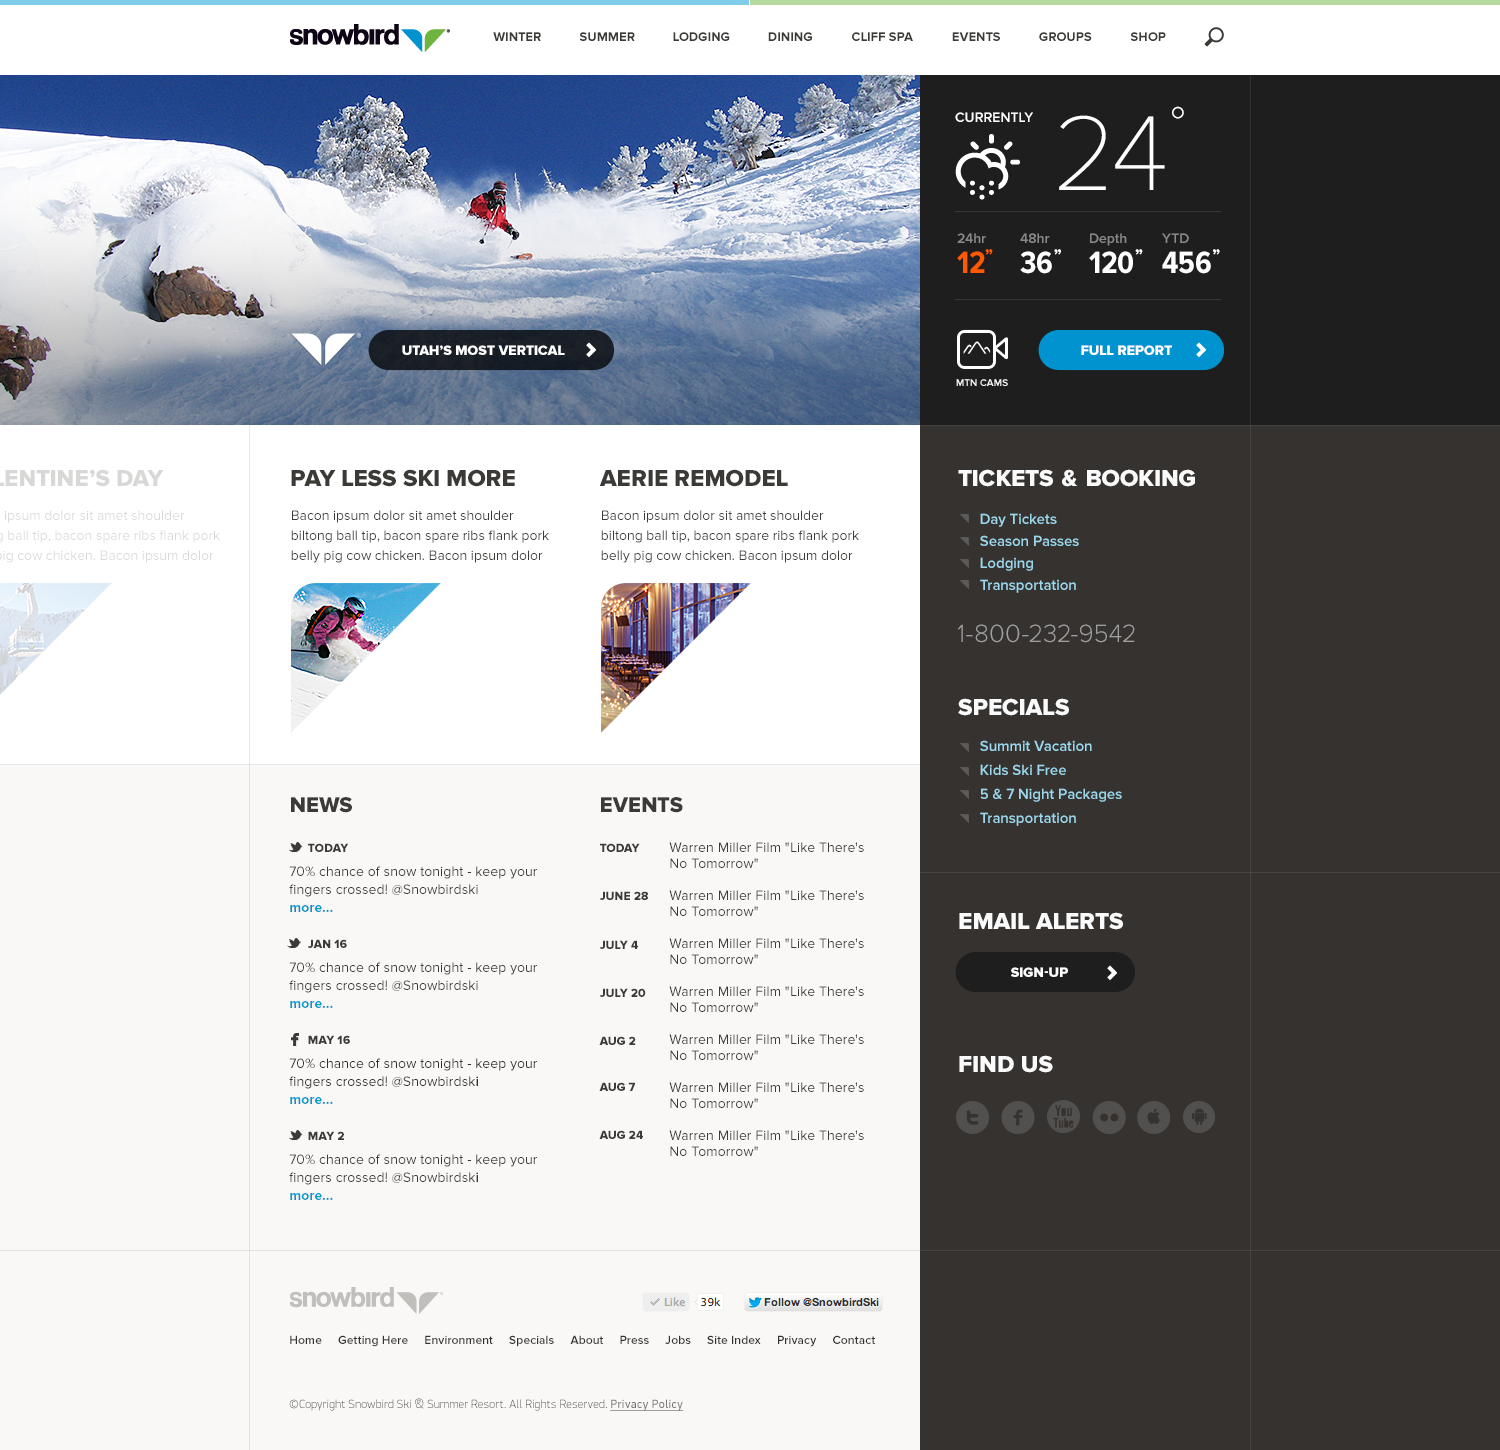 snowbird
WINTER SUMMER LODGING DINING CLIFF SPA EVENTS GROUPS SHOP
CURRENTLY 24°
24hr 48hr Depth YTD
12” 36” 120” 456”
UTAH’S MOST VERTICAL
FULL REPORT
MTN CAMS
LENTINE’S DAY
ipsum dolor sit amet shoulder
g ball tip, bacon spare ribs flank pork
pig cow chicken. Bacon ipsum dolor
PAY LESS SKI MORE
Bacon ipsum dolor sit amet shoulder
biltong ball tip, bacon spare ribs flank pork
belly pig cow chicken. Bacon ipsum dolor
AERIE REMODEL
Bacon ipsum dolor sit amet shoulder
biltong ball tip, bacon spare ribs flank pork
belly pig cow chicken. Bacon ipsum dolor
TICKETS & BOOKING
Day Tickets
Season Passes
Lodging
Transportation
1-800-232-9542
SPECIALS
Summit Vacation
Kids Ski Free
5 & 7 Night Packages
Transportation
NEWS
TODAY
70% chance of snow tonight - keep your
fingers crossed! @Snowbirdski
more...
JAN 16
70% chance of snow tonight - keep your
fingers crossed! @Snowbirdski
more...
MAY 16
70% chance of snow tonight - keep your
fingers crossed! @Snowbirdski
more...
MAY 2
70% chance of snow tonight - keep your
fingers crossed! @Snowbirdski
more...
EVENTS
TODAY Warren Miller Film "Like There's
No Tomorrow"
JUNE 28 Warren Miller Film "Like There's
No Tomorrow"
JULY 4 Warren Miller Film "Like There's
No Tomorrow"
JULY 20 Warren Miller Film "Like There's
No Tomorrow"
AUG 2 Warren Miller Film "Like There's
No Tomorrow"
AUG 7 Warren Miller Film "Like There's
No Tomorrow"
AUG 24 Warren Miller Film "Like There's
No Tomorrow"
EMAIL ALERTS
SIGN-UP
FIND US
You
Tube
snowbird
Like 39k Follow @SnowbirdSki
Home Getting Here Environment Specials About Press Jobs Site Index Privacy Contact
©Copyright Snowbird Ski & Summer Resort. All Rights Reserved. Privacy Policy